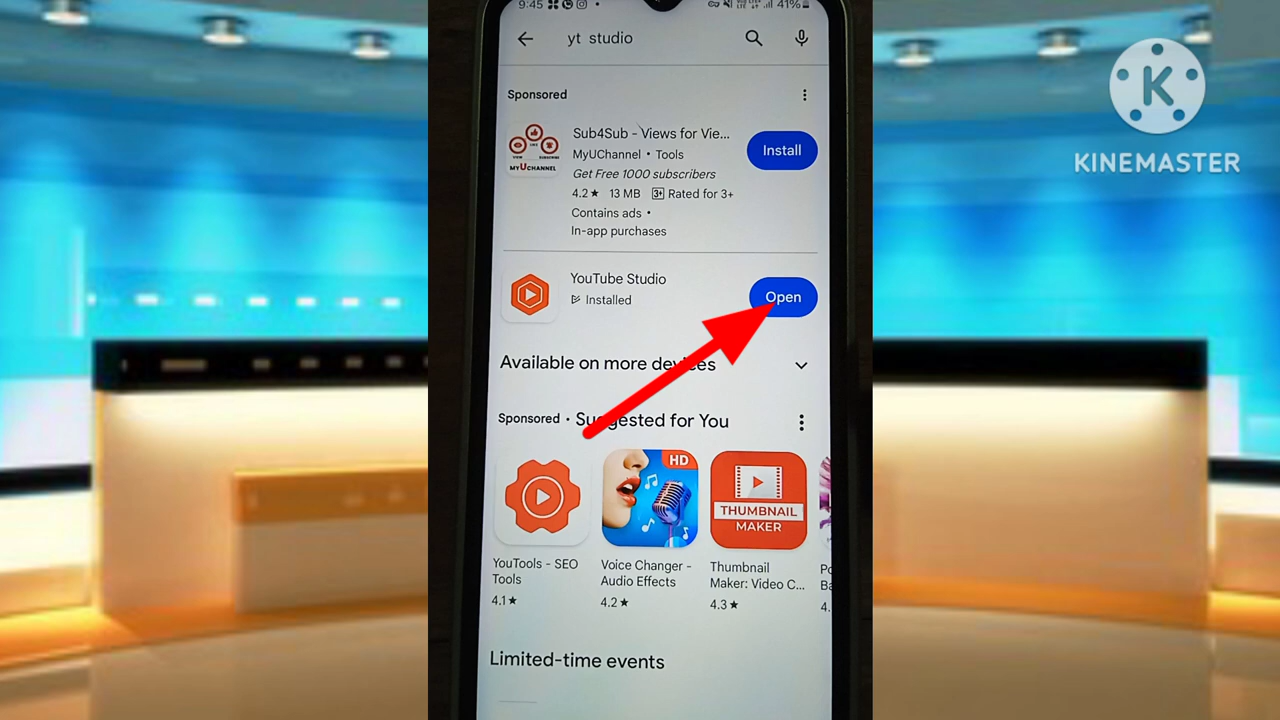 9:45
41%
yt studio
Sponsored
Sub4Sub - Views for Vie...
MyUChannel • Tools
Get Free 1000 subscribers
4.2★ 13 MB 3+ Rated for 3+
Contains ads •
In-app purchases
Install
MYUCHANNEL
YouTube Studio
Installed
Open
Available on more devices
Sponsored • Suggested for You
HD
THUMBNAIL
MAKER
YouTools - SEO
Tools
4.1★
Voice Changer -
Audio Effects
4.2★
Thumbnail
Maker: Video C...
4.3★
4.
Limited-time events
K
KINEMASTER